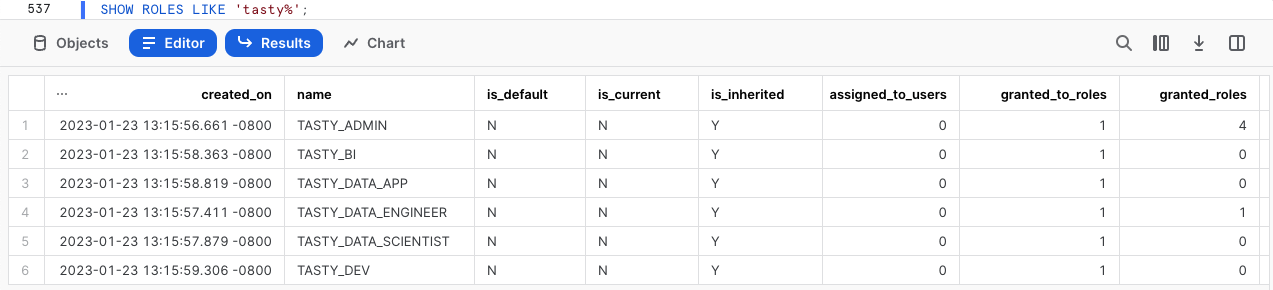 537 SHOW ROLES LIKE 'tasty%';
Objects Editor Results Chart
... created_on name is_default is_current is_inherited assigned_to_users granted_to_roles granted_roles
1 2023-01-23 13:15:56.661 -0800 TASTY_ADMIN N N Y 0 1 4
2 2023-01-23 13:15:58.363 -0800 TASTY_BI N N Y 0 1 0
3 2023-01-23 13:15:58.819 -0800 TASTY_DATA_APP N N Y 0 1 0
4 2023-01-23 13:15:57.411 -0800 TASTY_DATA_ENGINEER N N Y 0 1 1
5 2023-01-23 13:15:57.879 -0800 TASTY_DATA_SCIENTIST N N Y 0 1 0
6 2023-01-23 13:15:59.306 -0800 TASTY_DEV N N Y 0 1 0